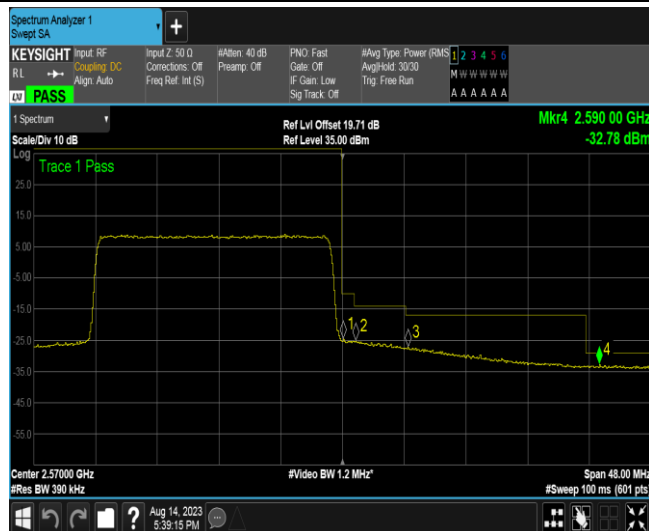 Spectrum Analyzer 1
Swept SA
KEYSIGHT
RL
LXI PASS
Input: RF
Coupling: DC
Align: Auto
Input Z: 50 Ω
Corrections: Off
Freq Ref: Int (S)
#Atten: 40 dB
Preamp: Off
PNO: Fast
Gate: Off
IF Gain: Low
Sig Track: Off
#Avg Type: Power (RMS
Avg|Hold: 30/30
Trig: Free Run
1 2 3 4 5 6
M W W W W W
A A A A A A
1 Spectrum
Scale/Div 10 dB
Ref Lvl Offset 19.71 dB
Ref Level 35.00 dBm
Mkr4 2.590 00 GHz
-32.78 dBm
Log
Trace 1 Pass
25.0
15.0
5.00
-5.00
-15.0
-25.0
-35.0
-45.0
-55.0
1
2
3
4
Center 2.57000 GHz
#Video BW 1.2 MHz*
Span 48.00 MHz
#Res BW 390 kHz
#Sweep 100 ms (601 pts)
?
Aug 14, 2023
5:39:15 PM